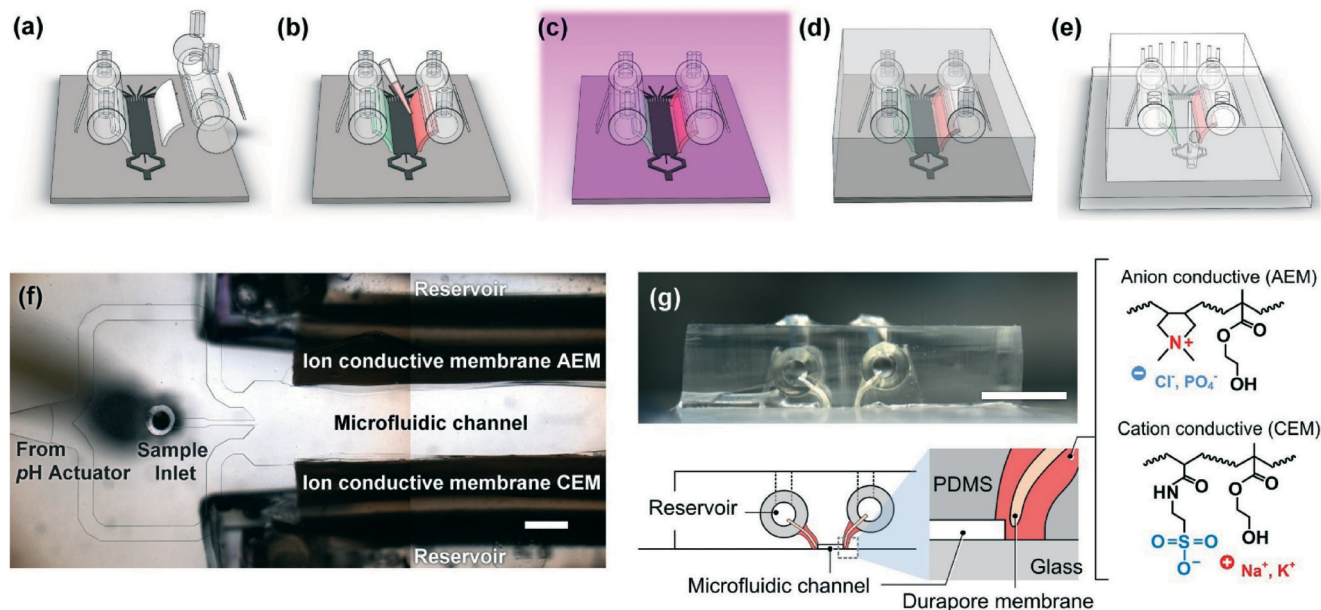 (a)
(b)
(c)
(d)
(e)
(f)
Reservoir
Ion conductive membrane AEM
Microfluidic channel
From
pH Actuator
Sample
Inlet
Ion conductive membrane CEM
Reservoir
(g)
Reservoir
Microfluidic channel
PDMS
Glass
Durapore membrane
Anion conductive (AEM)
N+
O
O
OH
Cl-, PO4-
Cation conductive (CEM)
O
NH
O
O
OH
O=S=O
O-
Na+, K+